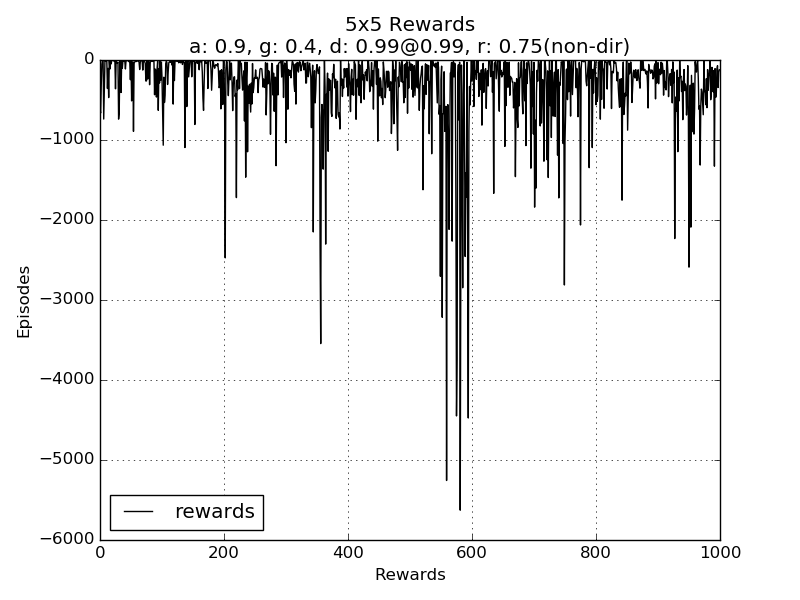 5x5 Rewards
a: 0.9, g: 0.4, d: 0.99@0.99, r: 0.75(non-dir)
0
−1000
−2000
−3000
−4000
−5000
−6000
Episodes
rewards
0 200 400 600 800 1000
Rewards